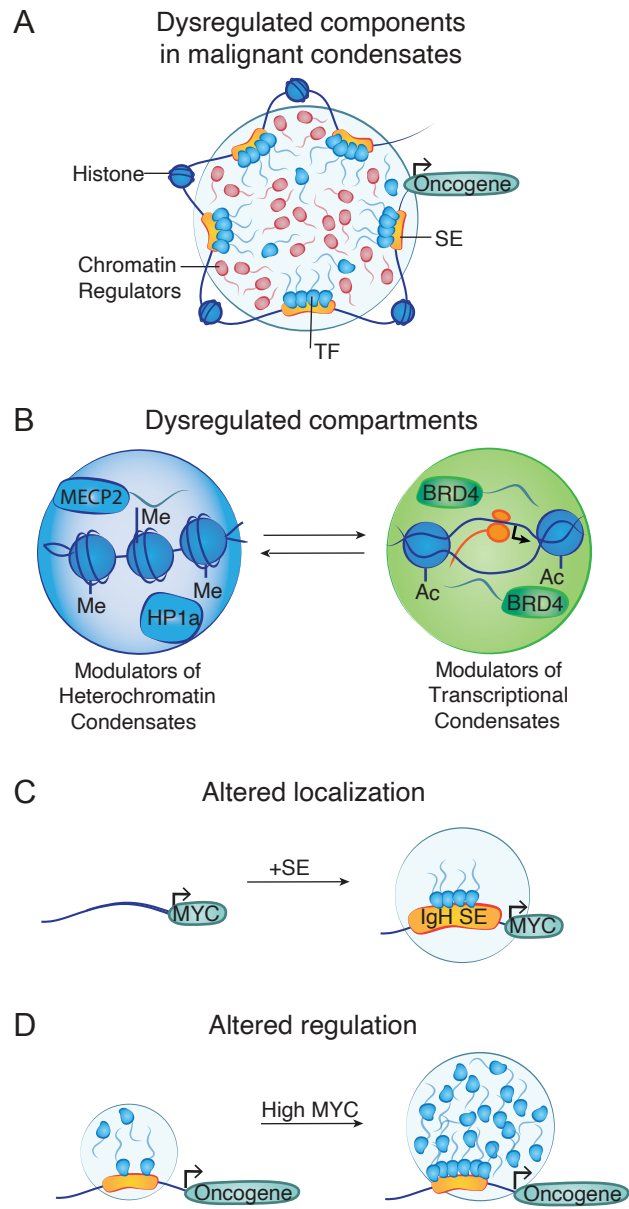 A
Dysregulated components
in malignant condensates
Histone
Oncogene
SE
Chromatin
Regulators
TF
B
Dysregulated compartments
MECP2
Me
Me
Me
HP1a
BRD4
Ac
Ac
BRD4
Modulators of
Heterochromatin
Condensates
Modulators of
Transcriptional
Condensates
C
Altered localization
+SE
MYC
IgH SE
MYC
D
Altered regulation
High MYC
Oncogene
Oncogene